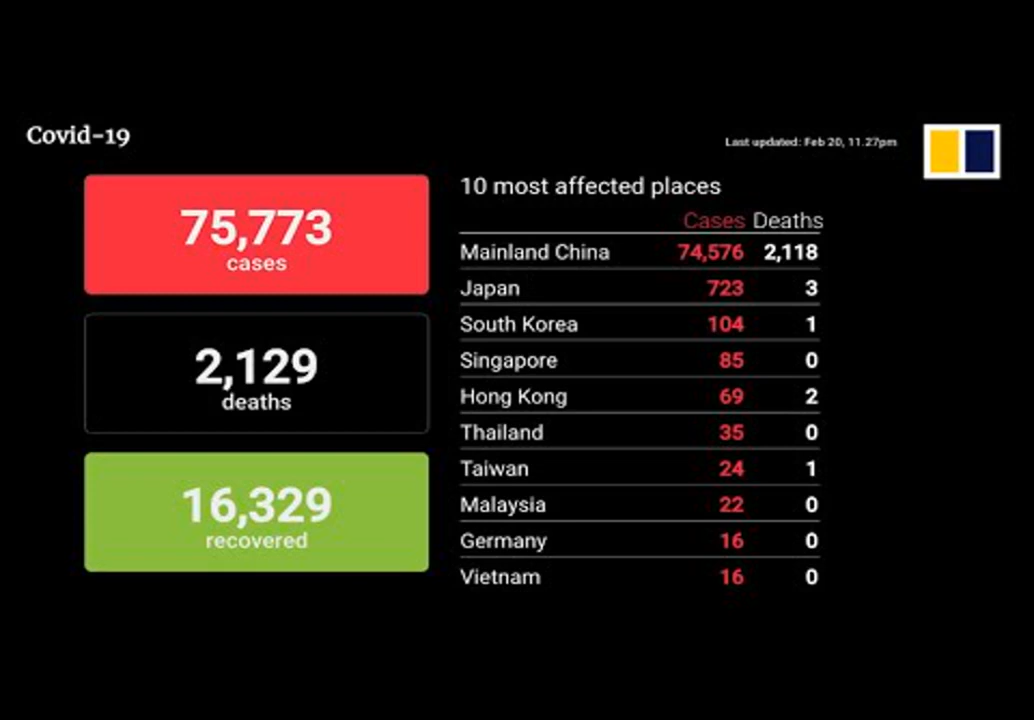 Covid-19
Last updated: Feb 20, 11.27pm
75,773
cases
2,129
deaths
16,329
recovered
10 most affected places
Cases Deaths
Mainland China 74,576 2,118
Japan 723 3
South Korea 104 1
Singapore 85 0
Hong Kong 69 2
Thailand 35 0
Taiwan 24 1
Malaysia 22 0
Germany 16 0
Vietnam 16 0